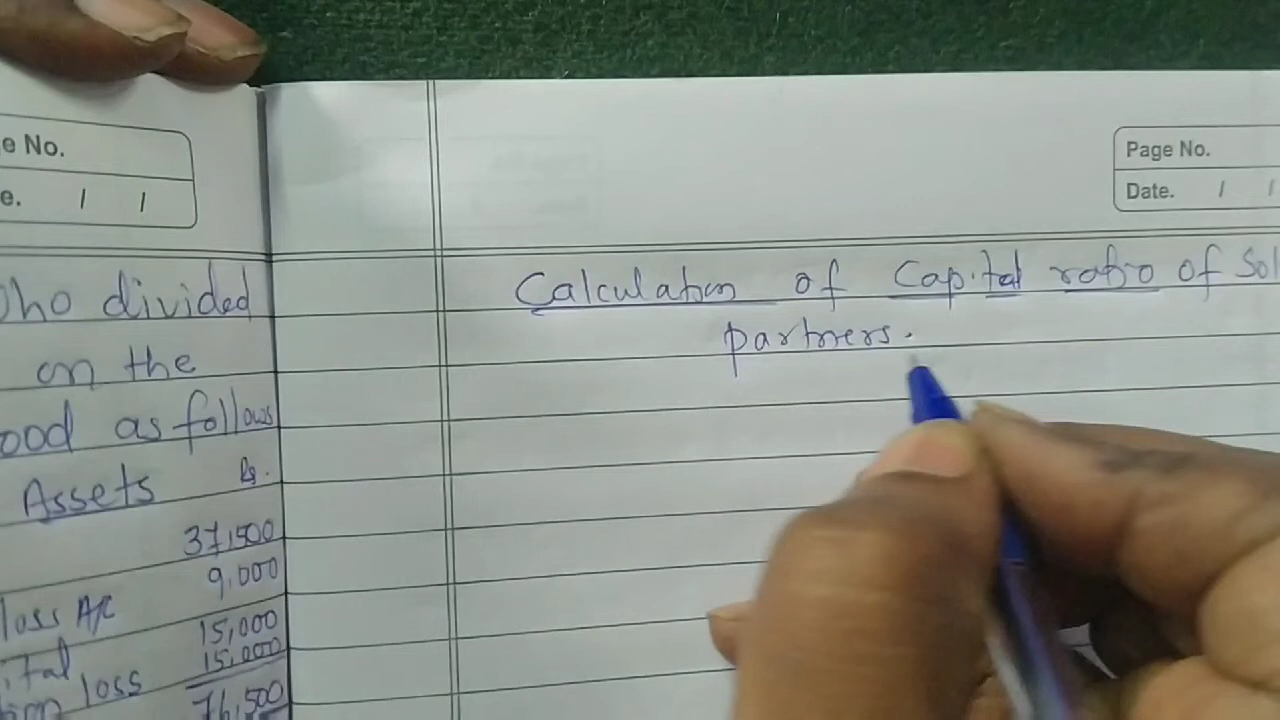 e No.
e. / /
ho divided
on the
ood as follows
Assets Rs.
37,500
9,000
loss A/c
15,000
ital 15,000
loss
76,500
Page No.
Date. / /
Calculation of Capital ratio of Sol
partners.